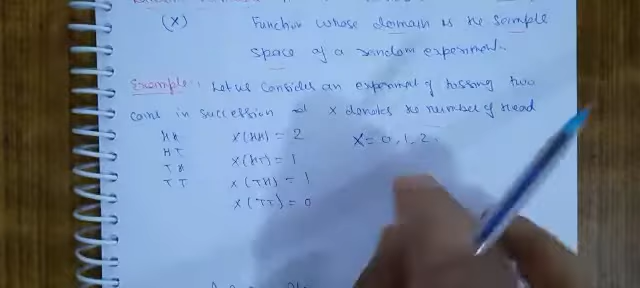 (X) Function whose domain is the sample
space of a random experiment.
Example: Let us consider an experiment of tossing two
coins in succession X denotes the number of Head
HH X(HH) = 2 X = 0, 1, 2.
HT X(HT) = 1
TH X(TH) = 1
TT X(TT) = 0